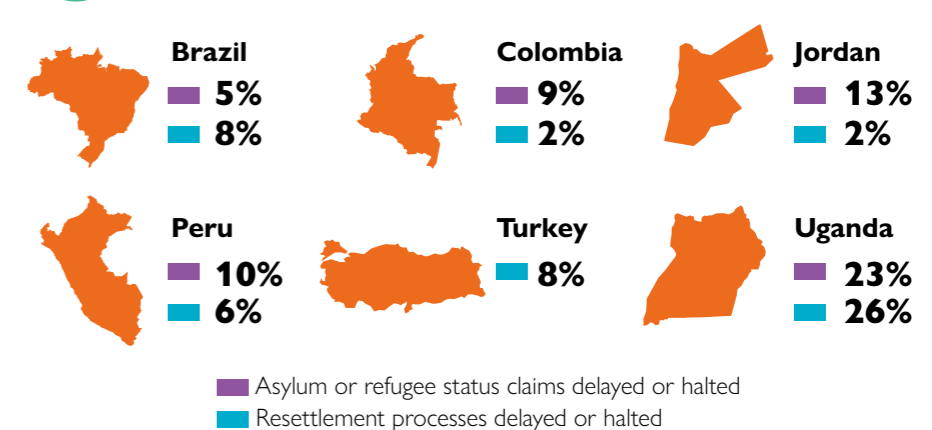 Brazil
5%
8%
Colombia
9%
2%
Jordan
13%
2%
Peru
10%
6%
Turkey
8%
Uganda
23%
26%
Asylum or refugee status claims delayed or halted
Resettlement processes delayed or halted